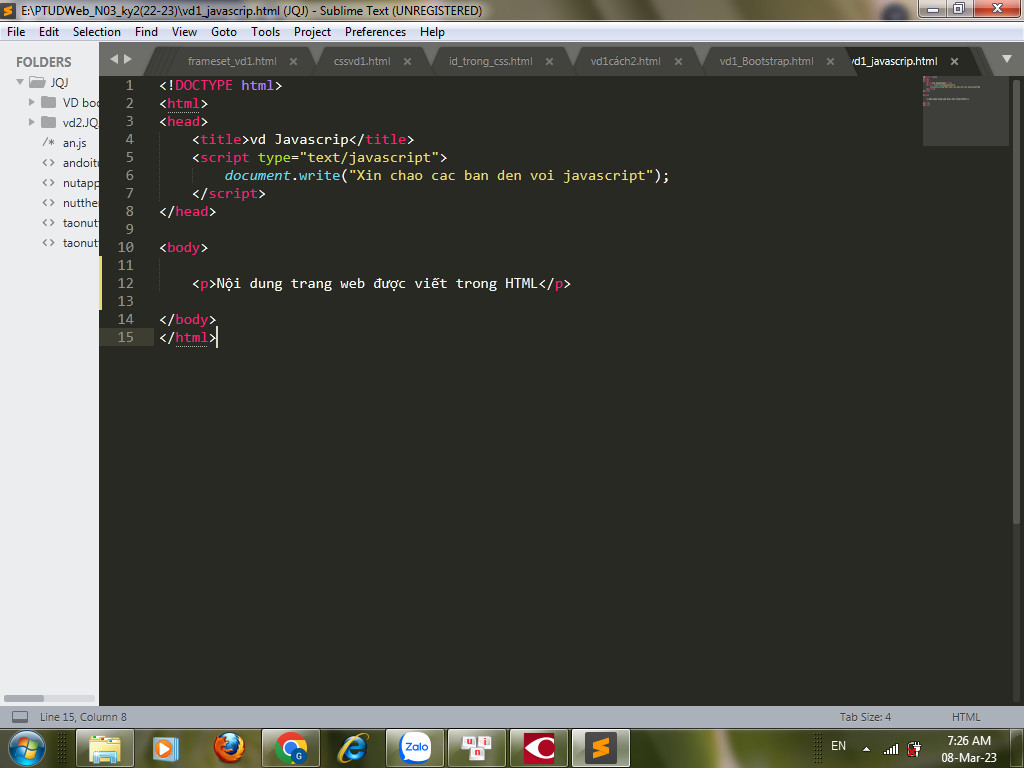 E:\PTUDWeb_N03_ky2(22-23)\vd1_javascrip.html (JQJ) - Sublime Text (UNREGISTERED)
File Edit Selection Find View Goto Tools Project Preferences Help
FOLDERS
JQJ
VD boo
vd2.JQ
/* an.js
<> andoitu
<> nutapp
<> nutther
<> taonut
<> taonut
frameset_vd1.html × cssvd1.html × id_trong_css.html × vd1cách2.html × vd1_Bootstrap.html × vd1_javascrip.html ×
1 <!DOCTYPE html>
2 <html>
3 <head>
4 <title>vd Javascrip</title>
5 <script type="text/javascript">
6 document.write("Xin chao cac ban den voi javascript");
7 </script>
8 </head>
9
10 <body>
11
12 <p>Nội dung trang web được viết trong HTML</p>
13
14 </body>
15 </html>
Line 15, Column 8 Tab Size: 4 HTML
Zalo
u n i
EN
7:26 AM
08-Mar-23